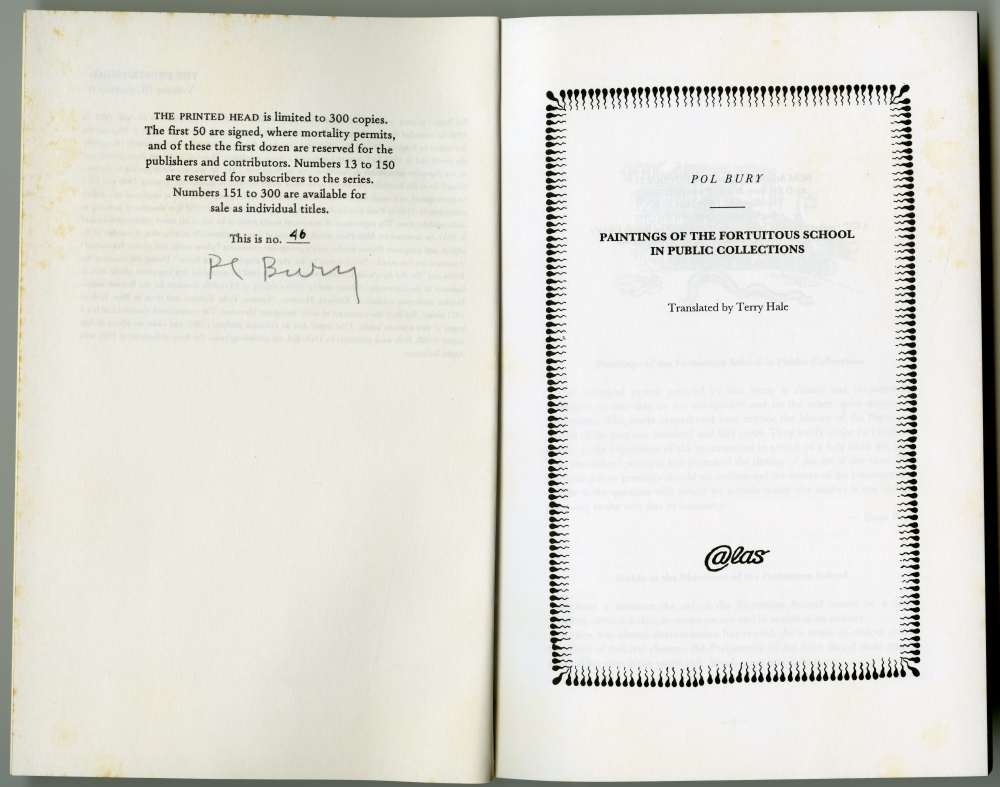 THE PRINTED HEAD is limited to 300 copies.
The first 50 are signed, where mortality permits,
and of these the first dozen are reserved for the
publishers and contributors. Numbers 13 to 150
are reserved for subscribers to the series.
Numbers 151 to 300 are available for
sale as individual titles.
This is no. 46
Pol Bury
POL BURY
PAINTINGS OF THE FORTUITOUS SCHOOL
IN PUBLIC COLLECTIONS
Translated by Terry Hale
@las